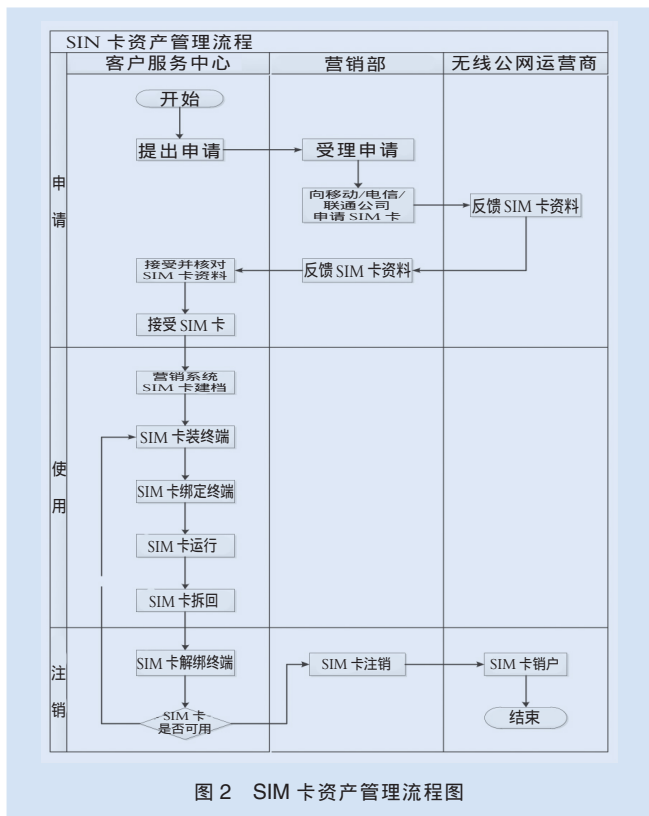 SIN 卡资产管理流程
客户服务中心
营销部
无线公网运营商
申
请
开始
提出申请
受理申请
向移动/电信/
联通公司
申请 SIM 卡
反馈 SIM 卡资料
反馈 SIM 卡资料
接受并核对
SIM 卡资料
接受 SIM 卡
使
用
营销系统
SIM 卡建档
SIM 卡装终端
SIM 卡绑定终端
SIM 卡运行
SIM 卡拆回
注
销
SIM 卡解绑终端
SIM 卡注销
SIM 卡销户
SIM 卡
是否可用
结束
图 2 SIM 卡资产管理流程图